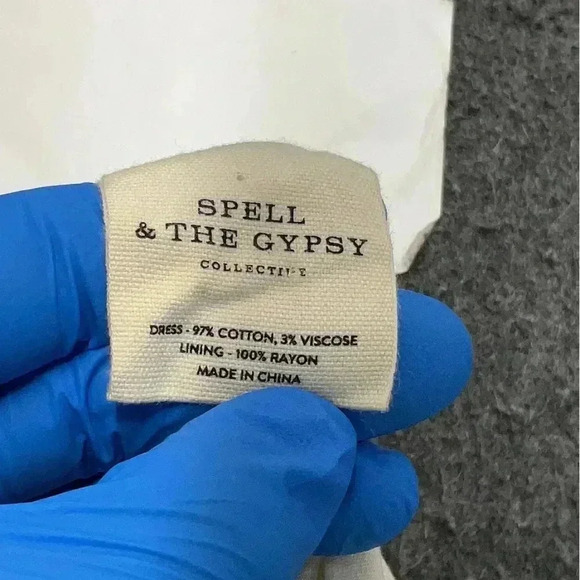 SPELL
& THE GYPSY
COLLECTIVE
DRESS - 97% COTTON, 3% VISCOSE
LINING - 100% RAYON
MADE IN CHINA